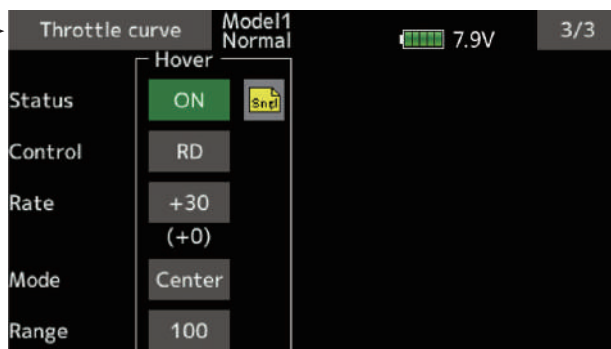 Throttle curve
Model1
Normal
7.9V
3/3
Hover
Status ON Sngl
Control RD
Rate +30
(+0)
Mode Center
Range 100